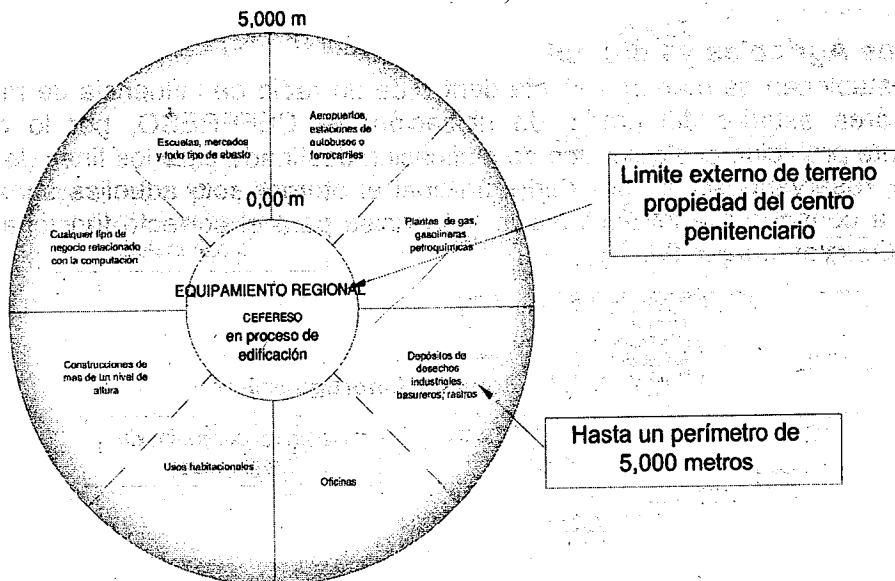 5,000 m
Escuelas, mercados
y todo tipo de abasto
Aeropuertos,
estaciones de
autobuses o
ferrocarriles
0,00 m
Cualquier tipo de
negocio relacionado
con la computación
Plantas de gas,
gasolineras
petroquímicas
Limite externo de terreno
propiedad del centro
penitenciario
EQUIPAMIENTO REGIONAL
CEFERESO
en proceso de
edificación
Construcciones de
mas de un nivel de
altura
Depósitos de
desechos
industriales,
basureros, rastros
Usos habitacionales
Oficinas
Hasta un perímetro de
5,000 metros